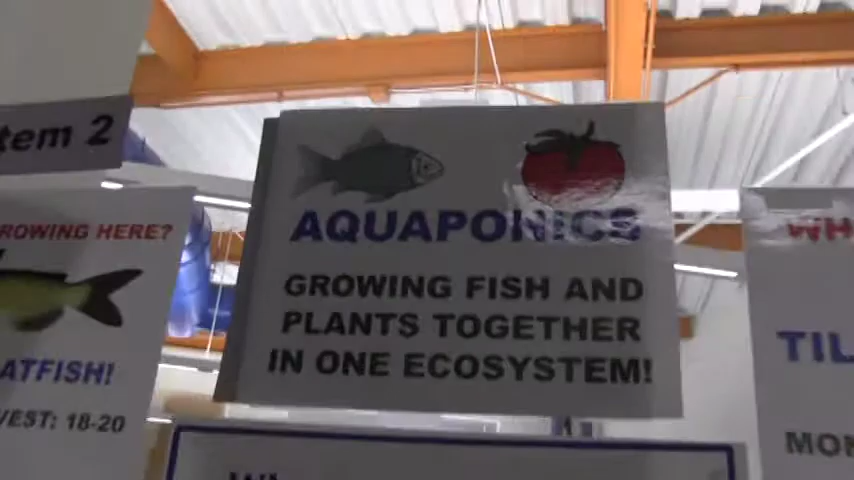 tem 2
ROWING HERE?
ATFISH!
VEST: 18-20
AQUAPONICS
GROWING FISH AND
PLANTS TOGETHER
IN ONE ECOSYSTEM!
WH
TIL
MON